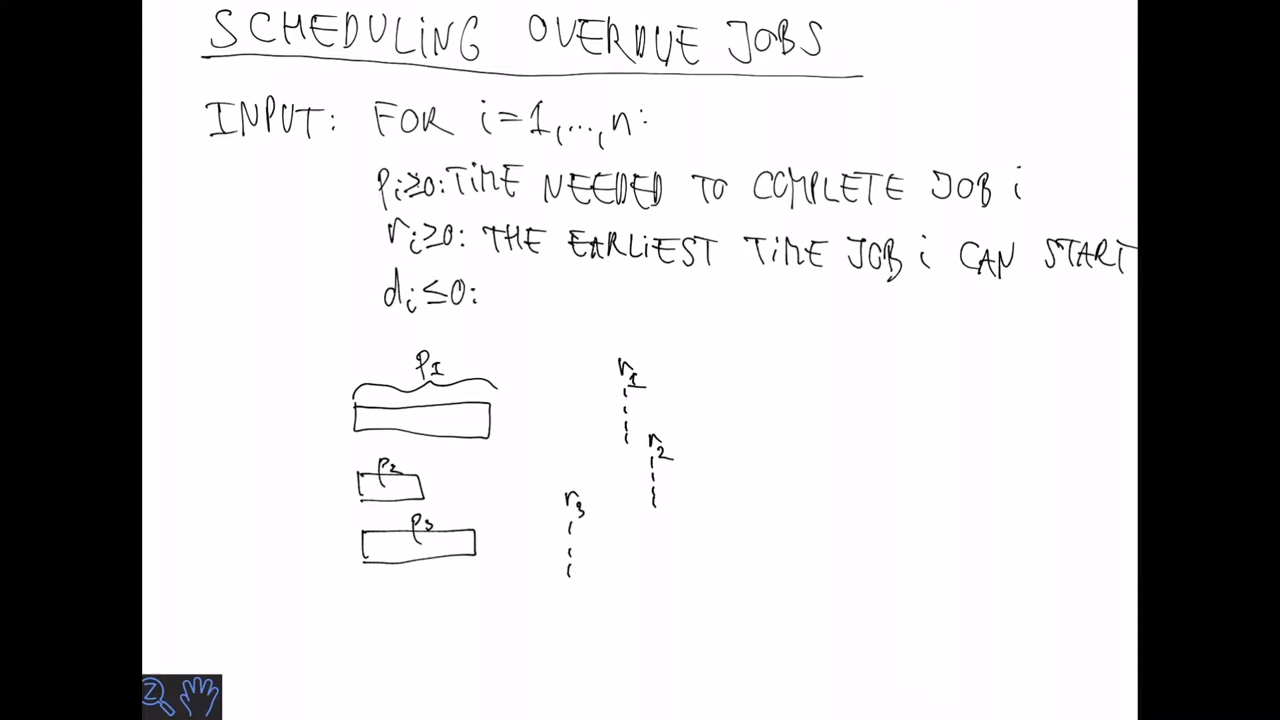 SCHEDULING OVERDUE JOBS
INPUT: FOR i=1,...,n:
pi≥0: TIME NEEDED TO COMPLETE JOB i
ri≥0: THE EARLIEST TIME JOB i CAN START
di≤0:
p1
r1
r2
p2
r3
p3
Z